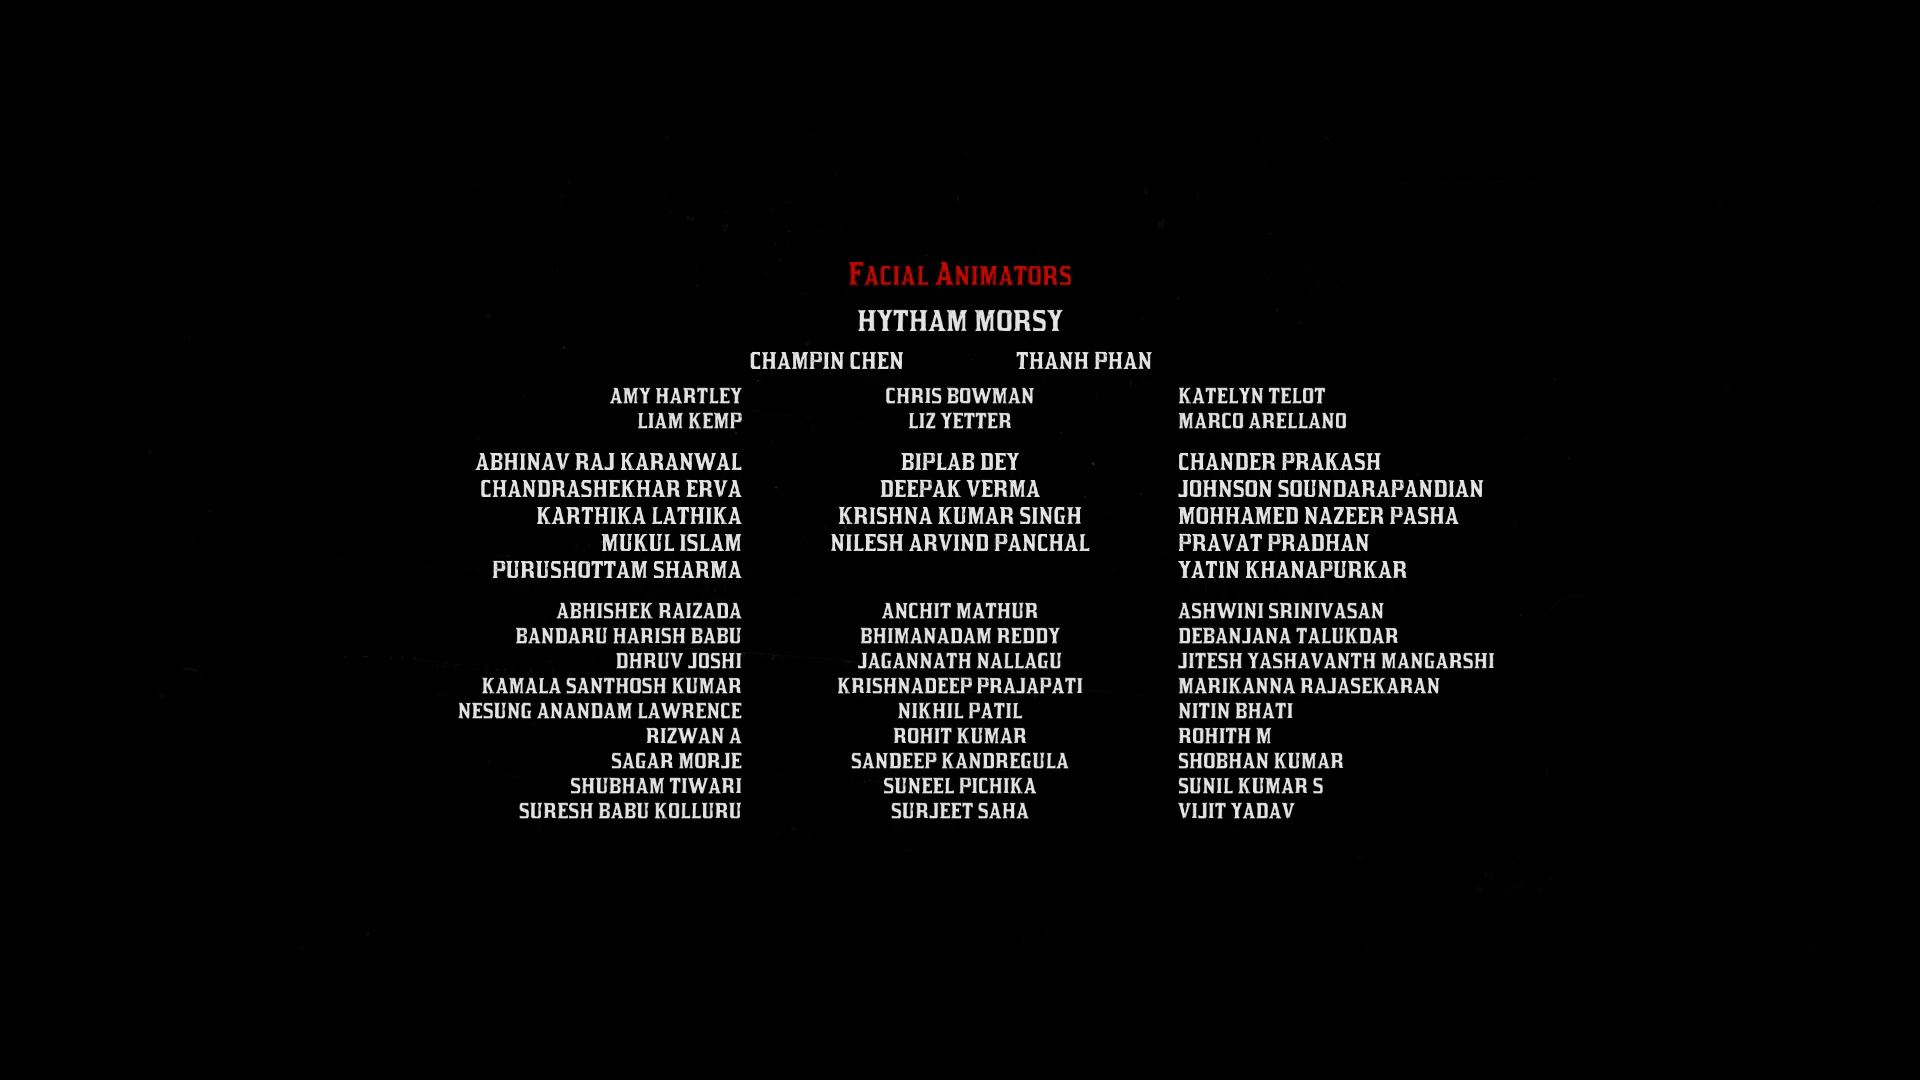 Facial Animators
HYTHAM MORSY
CHAMPIN CHEN THANH PHAN
AMY HARTLEY CHRIS BOWMAN KATELYN TELOT
LIAM KEMP LIZ YETTER MARCO ARELLANO
ABHINAV RAJ KARANWAL BIPLAB DEY CHANDER PRAKASH
CHANDRASHEKHAR ERVA DEEPAK VERMA JOHNSON SOUNDARAPANDIAN
KARTHIKA LATHIKA KRISHNA KUMAR SINGH MOHHAMED NAZEER PASHA
MUKUL ISLAM NILESH ARVIND PANCHAL PRAVAT PRADHAN
PURUSHOTTAM SHARMA YATIN KHANAPURKAR
ABHISHEK RAIZADA ANCHIT MATHUR ASHWINI SRINIVASAN
BANDARU HARISH BABU BHIMANADAM REDDY DEBANJANA TALUKDAR
DHRUV JOSHI JAGANNATH NALLAGU JITESH YASHAVANTH MANGARSHI
KAMALA SANTHOSH KUMAR KRISHNADEEP PRAJAPATI MARIKANNA RAJASEKARAN
NESUNG ANANDAM LAWRENCE NIKHIL PATIL NITIN BHATI
RIZWAN A ROHIT KUMAR ROHITH M
SAGAR MORJE SANDEEP KANDREGULA SHOBHAN KUMAR
SHUBHAM TIWARI SUNEEL PICHIKA SUNIL KUMAR S
SURESH BABU KOLLURU SURJEET SAHA VIJIT YADAV